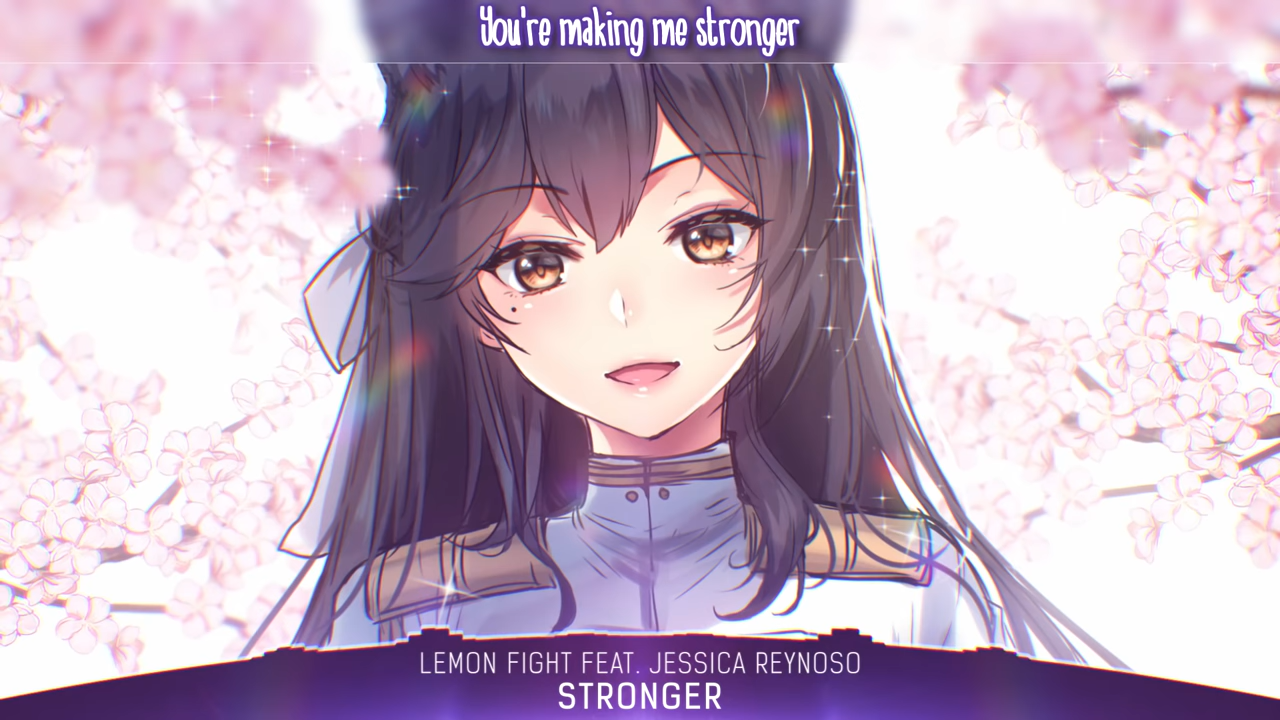 You're making me stronger
LEMON FIGHT FEAT. JESSICA REYNOSO
STRONGER